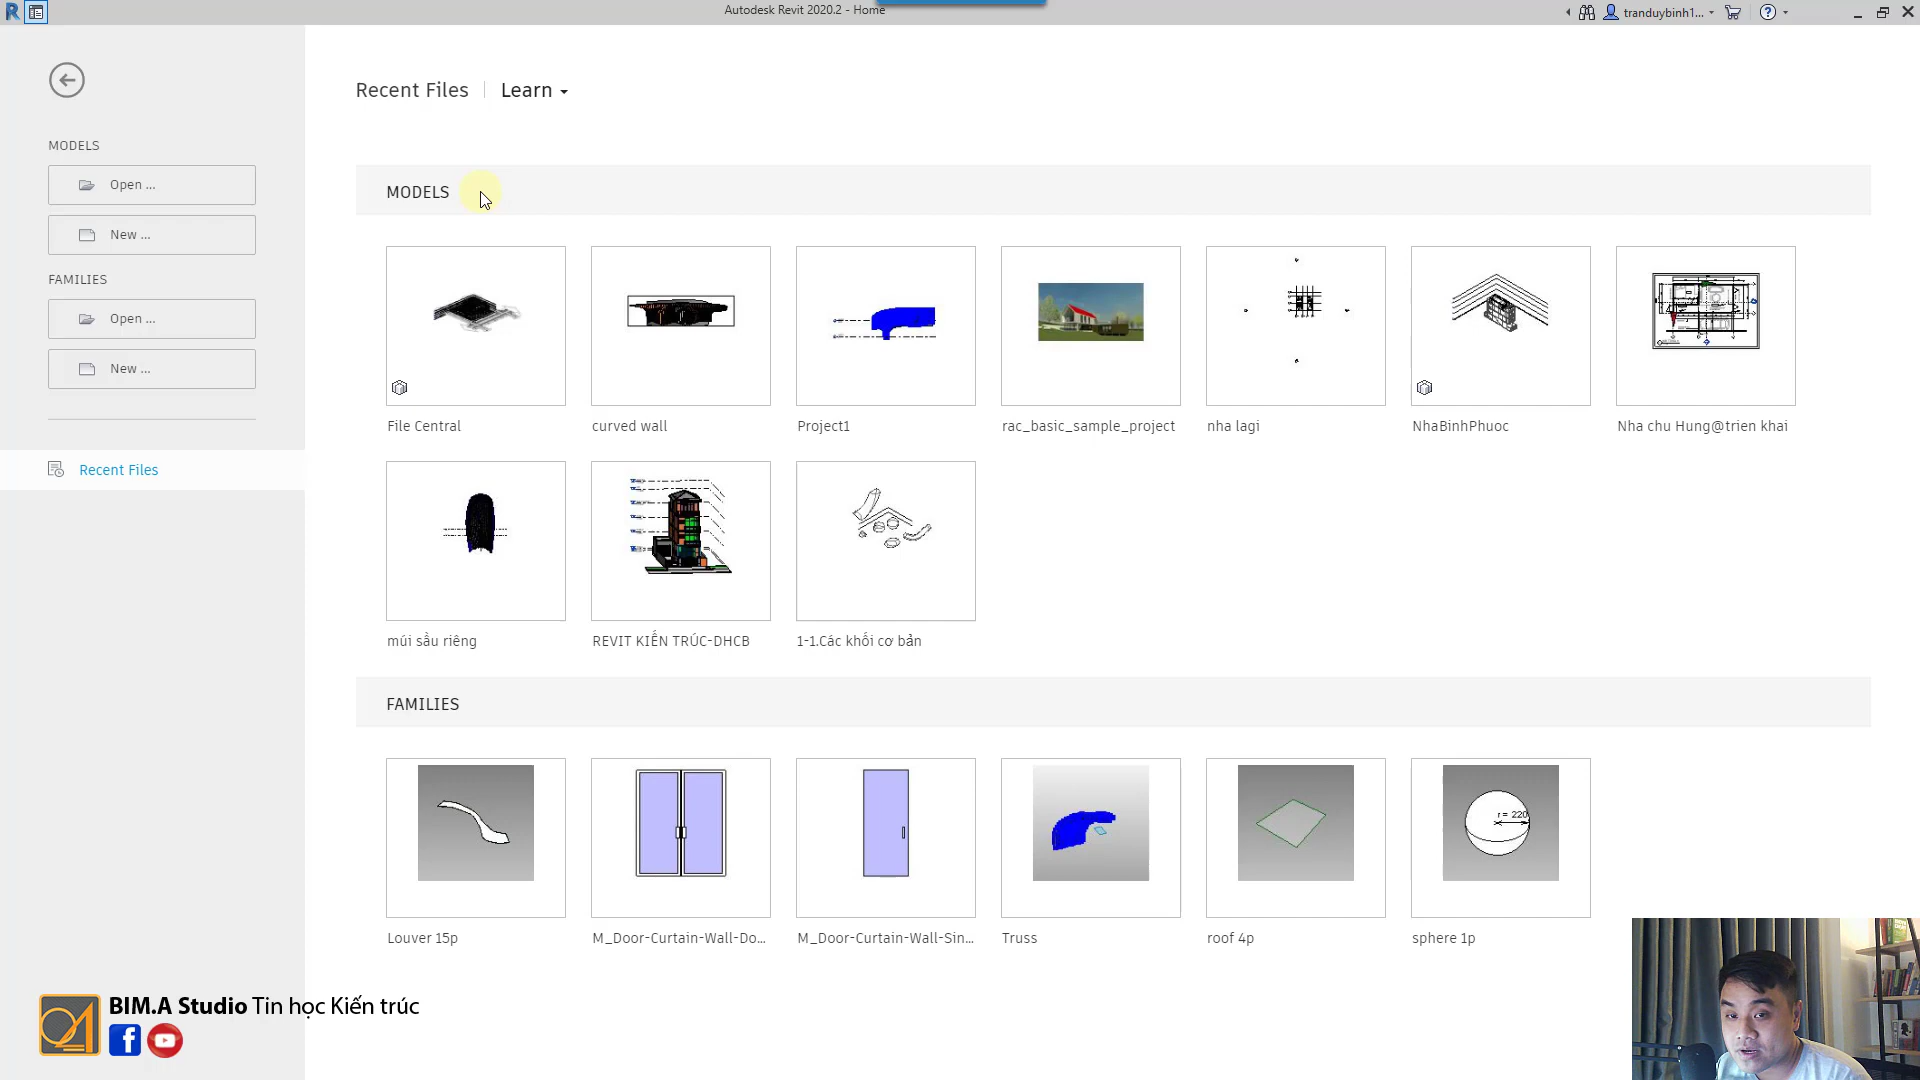 Autodesk Revit 2020.2 - Home
tranduybinh1...
Recent Files
Learn
MODELS
Open ...
New ...
FAMILIES
Open ...
New ...
Recent Files
MODELS
File Central
curved wall
Project1
rac_basic_sample_project
nha lagi
NhaBinhPhuoc
Nha chu Hung@trien khai
múi sầu riêng
REVIT KIẾN TRÚC-DHCB
1-1.Các khối cơ bản
FAMILIES
r = 220
Louver 15p
M_Door-Curtain-Wall-Do...
M_Door-Curtain-Wall-Sin...
Truss
roof 4p
sphere 1p
BIM.A Studio Tin học Kiến trúc